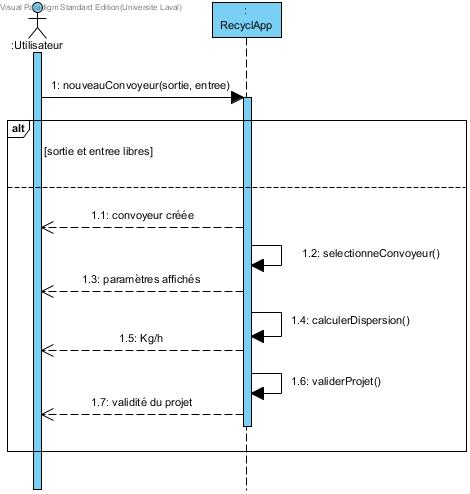 Visual Paradigm Standard Edition(Universite Laval)
:Utilisateur
:
RecyclApp
1: nouveauConvoyeur(sortie, entree)
alt
[sortie et entree libres]
1.1: convoyeur créée
1.2: selectionneConvoyeur()
1.3: paramètres affichés
1.4: calculerDispersion()
1.5: Kg/h
1.6: validerProjet()
1.7: validité du projet